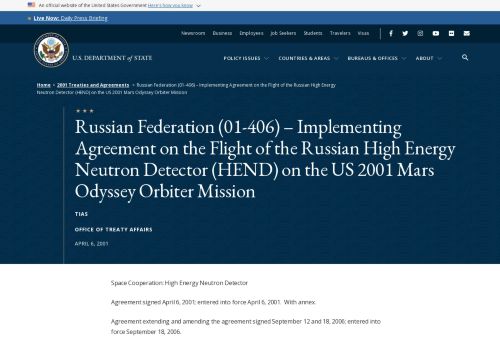 An official website of the United States Government Here's how you know
Live Now: Daily Press Briefing
Newsroom Business Employees Job Seekers Students Travelers Visas
U.S. DEPARTMENT of STATE
POLICY ISSUES COUNTRIES & AREAS BUREAUS & OFFICES ABOUT
Home › 2001 Treaties and Agreements › Russian Federation (01-406) – Implementing Agreement on the Flight of the Russian High Energy
Neutron Detector (HEND) on the US 2001 Mars Odyssey Orbiter Mission
Russian Federation (01-406) – Implementing
Agreement on the Flight of the Russian High Energy
Neutron Detector (HEND) on the US 2001 Mars
Odyssey Orbiter Mission
TIAS
OFFICE OF TREATY AFFAIRS
APRIL 6, 2001
Space Cooperation: High Energy Neutron Detector
Agreement signed April 6, 2001; entered into force April 6, 2001. With annex.
Agreement extending and amending the agreement signed September 12 and 18, 2006; entered into
force September 18, 2006.